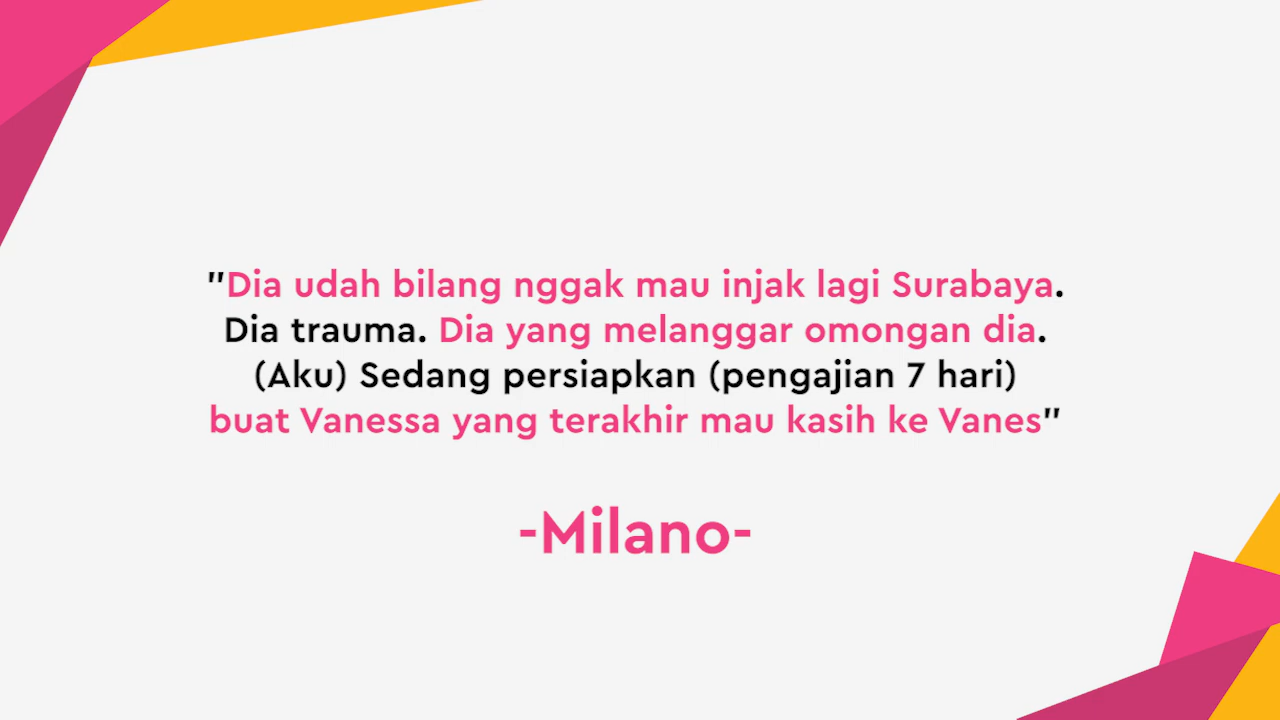 "Dia udah bilang nggak mau injak lagi Surabaya.
Dia trauma. Dia yang melanggar omongan dia.
(Aku) Sedang persiapkan (pengajian 7 hari)
buat Vanessa yang terakhir mau kasih ke Vanes"
-Milano-